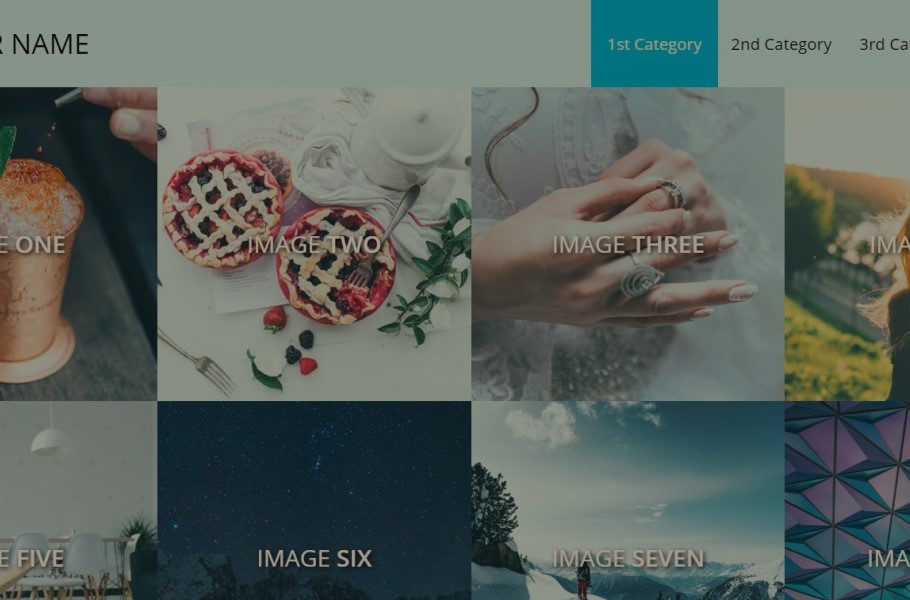 R NAME
1st Category
2nd Category
3rd Ca
E ONE
IMAGE TWO
IMAGE THREE
IMA
E FIVE
IMAGE SIX
IMAGE SEVEN
IMA